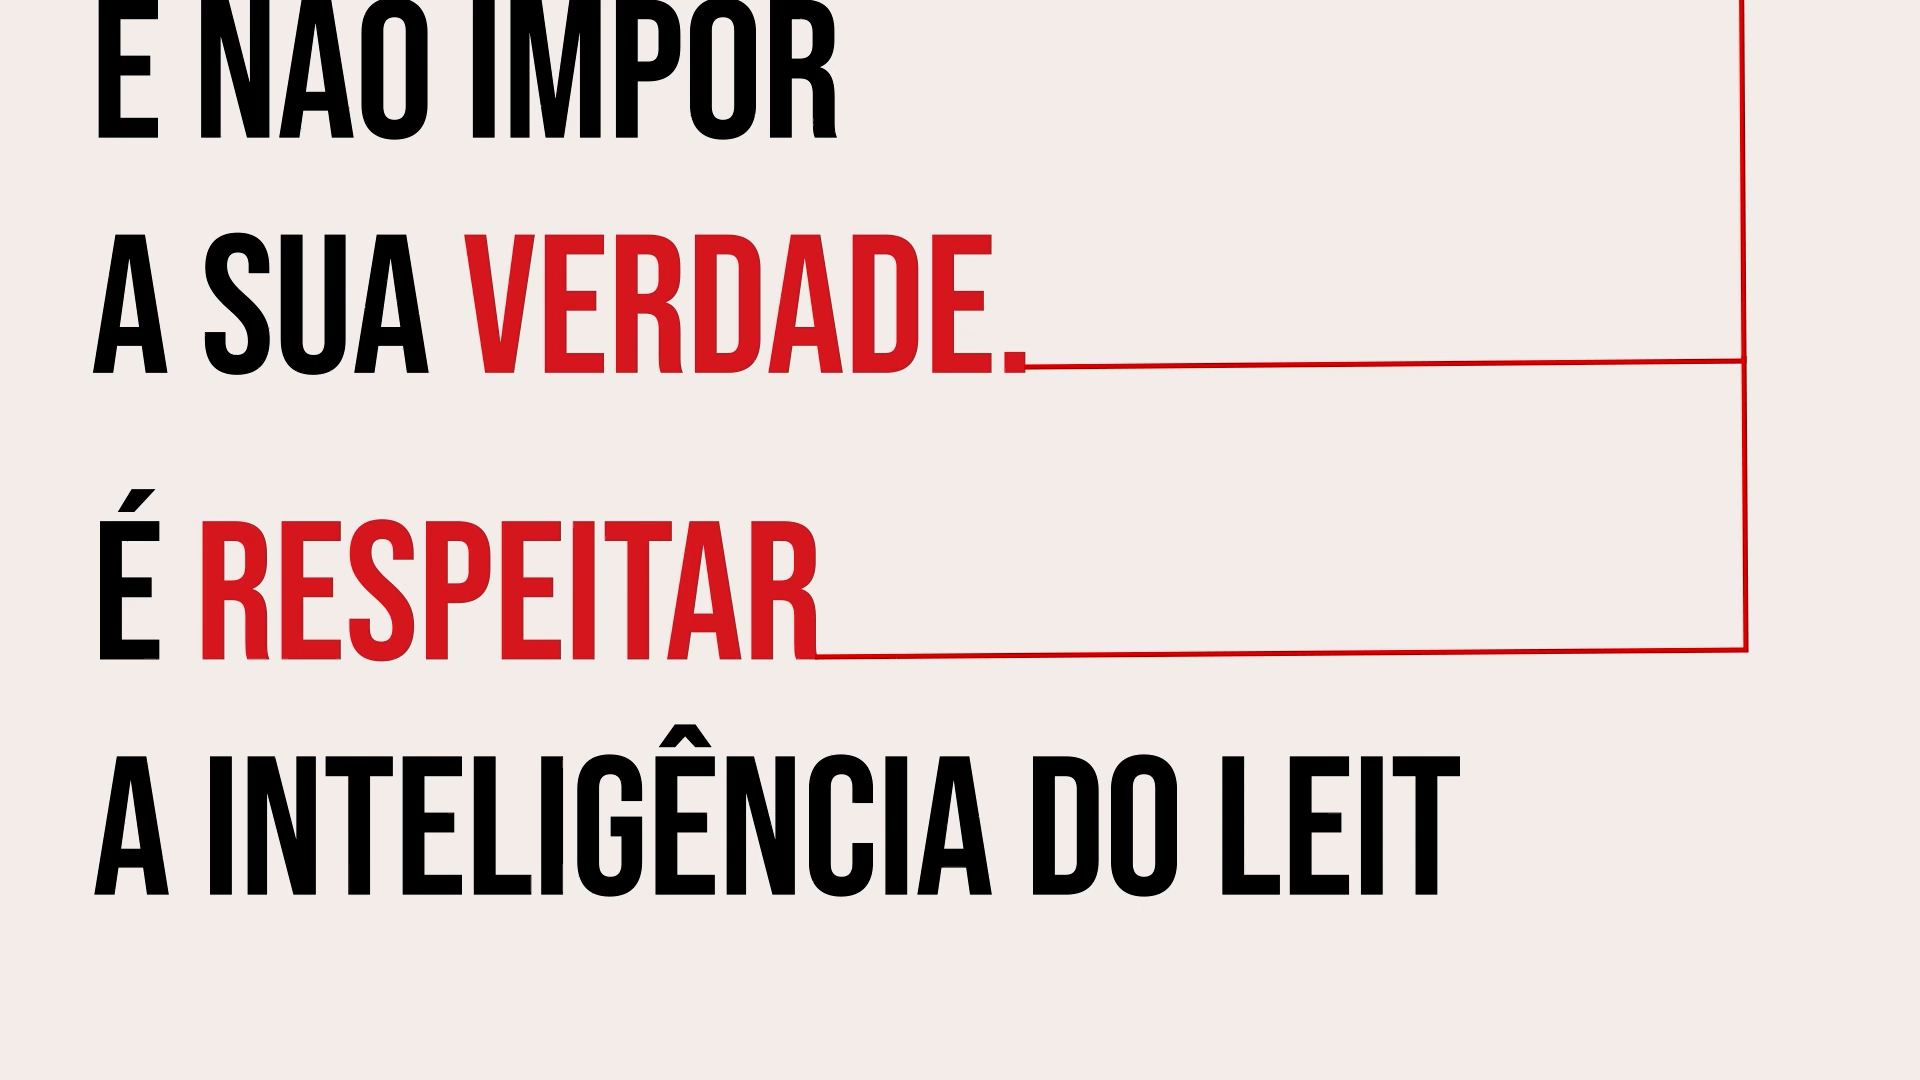 E NÃO IMPOR
A SUA VERDADE.
É RESPEITAR
A INTELIGÊNCIA DO LEIT